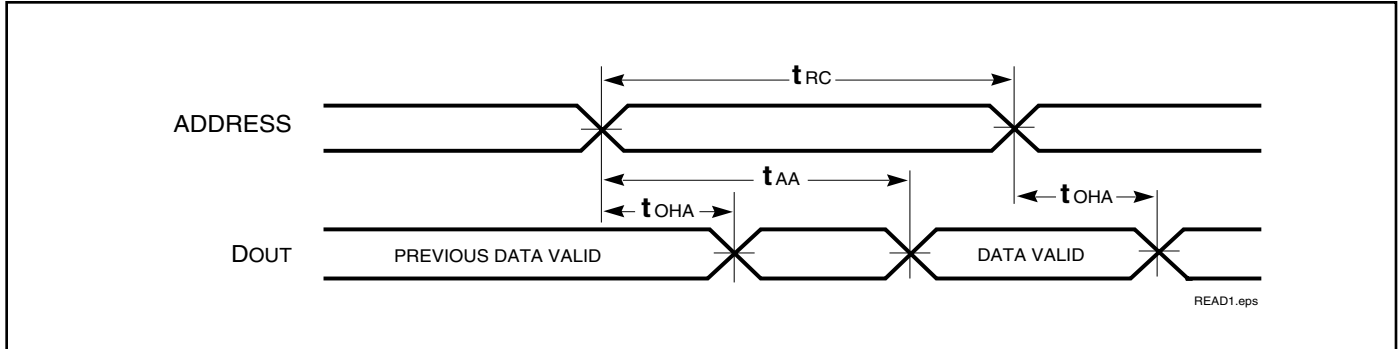 tRC
ADDRESS
tAA
tOHA
tOHA
DOUT
PREVIOUS DATA VALID
DATA VALID
READ1.eps